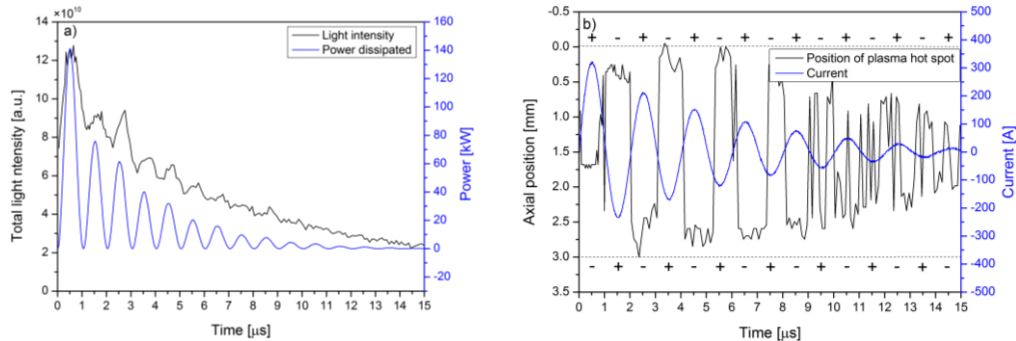 a)
14 ×10¹⁰
12
10
8
6
4
2
0
Total light intensity [a.u.]
Light intensity
Power dissipated
160
140
120
100
80
60
40
20
0
-20
Power [kW]
0 1 2 3 4 5 6 7 8 9 10 11 12 13 14 15
Time [µs]
b)
-0.5
0.0
0.5
1.0
1.5
2.0
2.5
3.0
3.5
Axial position [mm]
+ - + - + - + - + - + - + - +
Position of plasma hot spot
Current
- + - + - + - + - + - + - + -
500
400
300
200
100
0
-100
-200
-300
-400
-500
Current [A]
0 1 2 3 4 5 6 7 8 9 10 11 12 13 14 15
Time [µs]